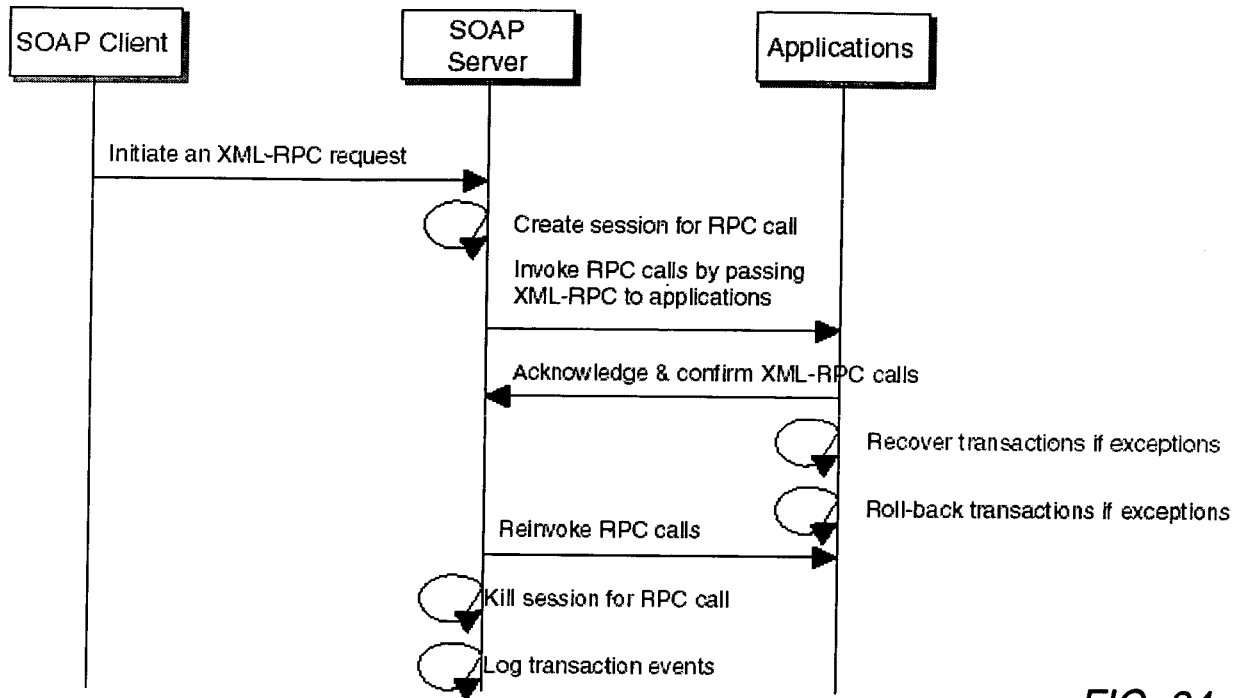 SOAP Client
SOAP
Server
Applications
Initiate an XML-RPC request
Create session for RPC call
Invoke RPC calls by passing
XML-RPC to applications
Acknowledge & confirm XML-RPC calls
Recover transactions if exceptions
Roll-back transactions if exceptions
Reinvoke RPC calls
Kill session for RPC call
Log transaction events